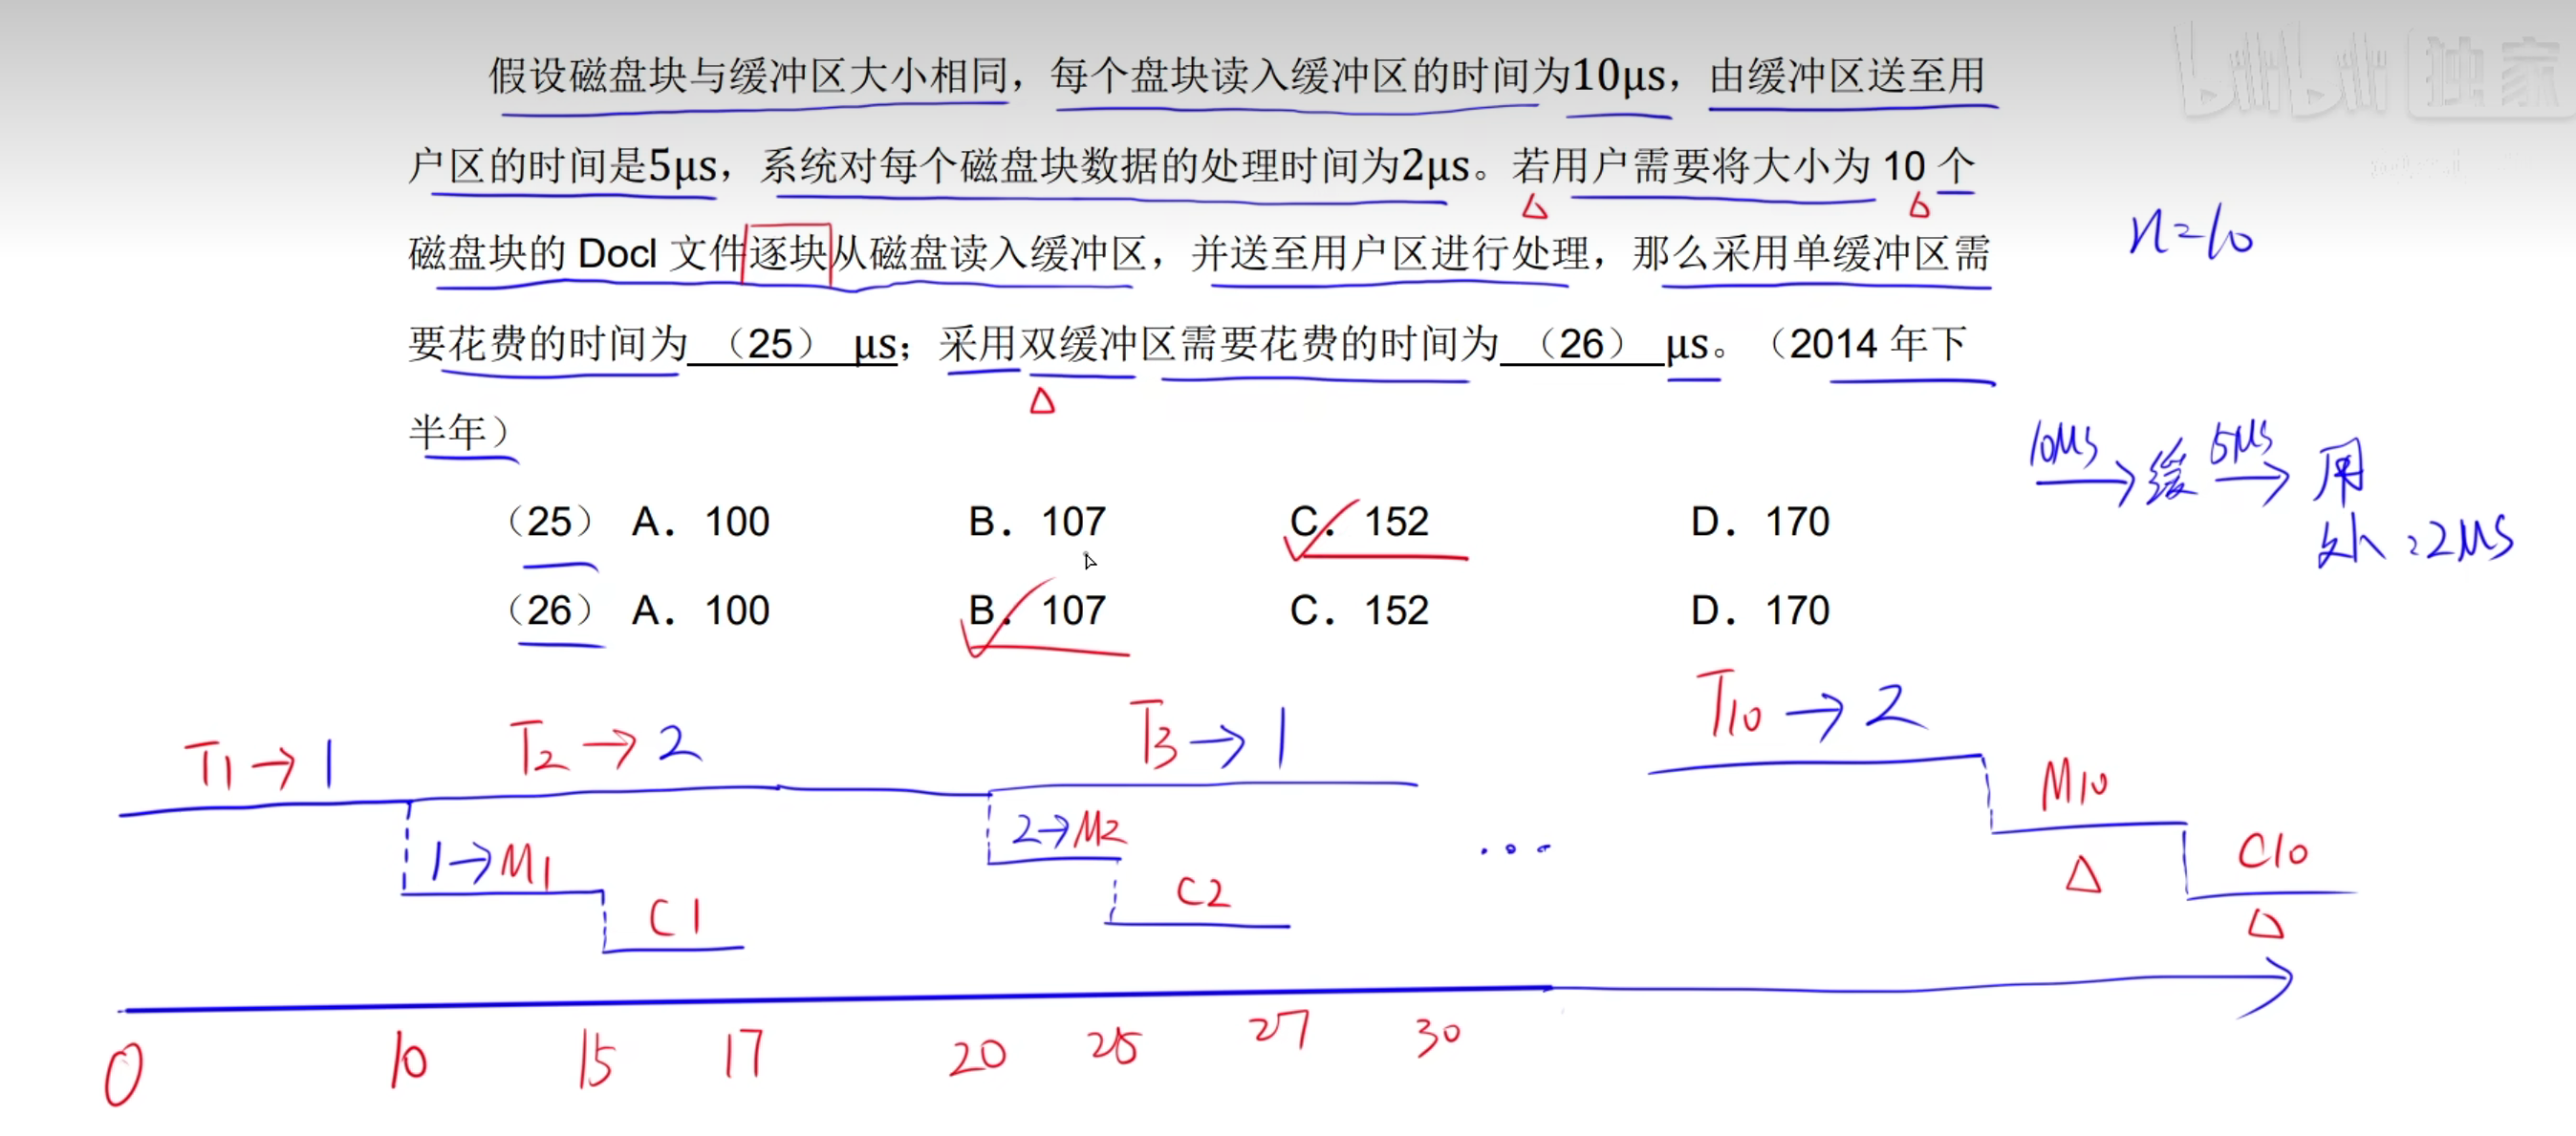 bilibili 独家
假设磁盘块与缓冲区大小相同，每个盘块读入缓冲区的时间为10μs，由缓冲区送至用
户区的时间是5μs，系统对每个磁盘块数据的处理时间为2μs。若用户需要将大小为 10 个
磁盘块的 Docl 文件逐块从磁盘读入缓冲区，并送至用户区进行处理，那么采用单缓冲区需
要花费的时间为 （25） μs；采用双缓冲区需要花费的时间为 （26） μs。（2014 年下
半年）
n=10
10μs → 缓 5μs → 用
处：2μs
（25） A．100 B．107 C．152 D．170
（26） A．100 B．107 C．152 D．170
T1→1 T2→2 T3→1 T10→2
1→M1 2→M2 ... M10
C1 C2 C10
0 10 15 17 20 25 27 30